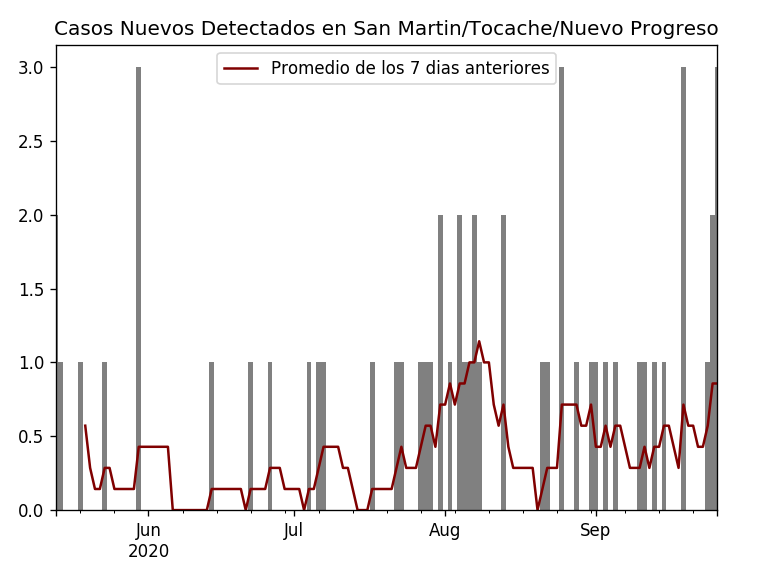 Casos Nuevos Detectados en San Martin/Tocache/Nuevo Progreso
Promedio de los 7 dias anteriores
3.0
2.5
2.0
1.5
1.0
0.5
0.0
Jun Jul Aug Sep
2020